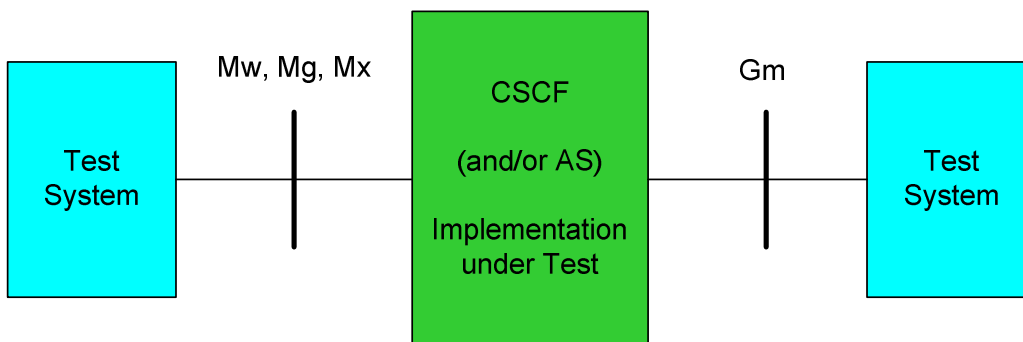 Mw, Mg, Mx
Gm
Test
System
CSCF
(and/or AS)
Implementation
under Test
Test
System